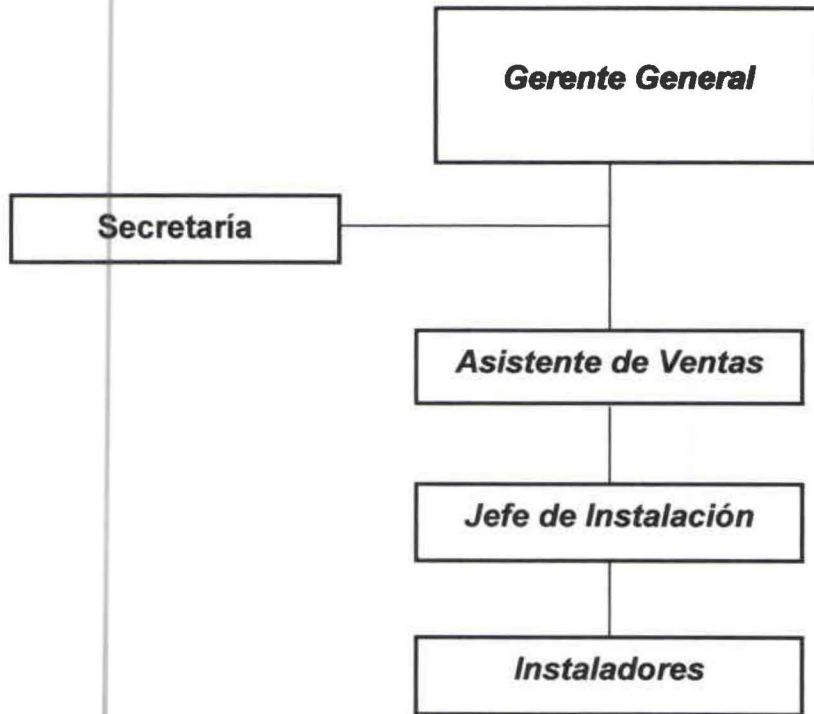 Gerente General
Secretaría
Asistente de Ventas
Jefe de Instalación
Instaladores